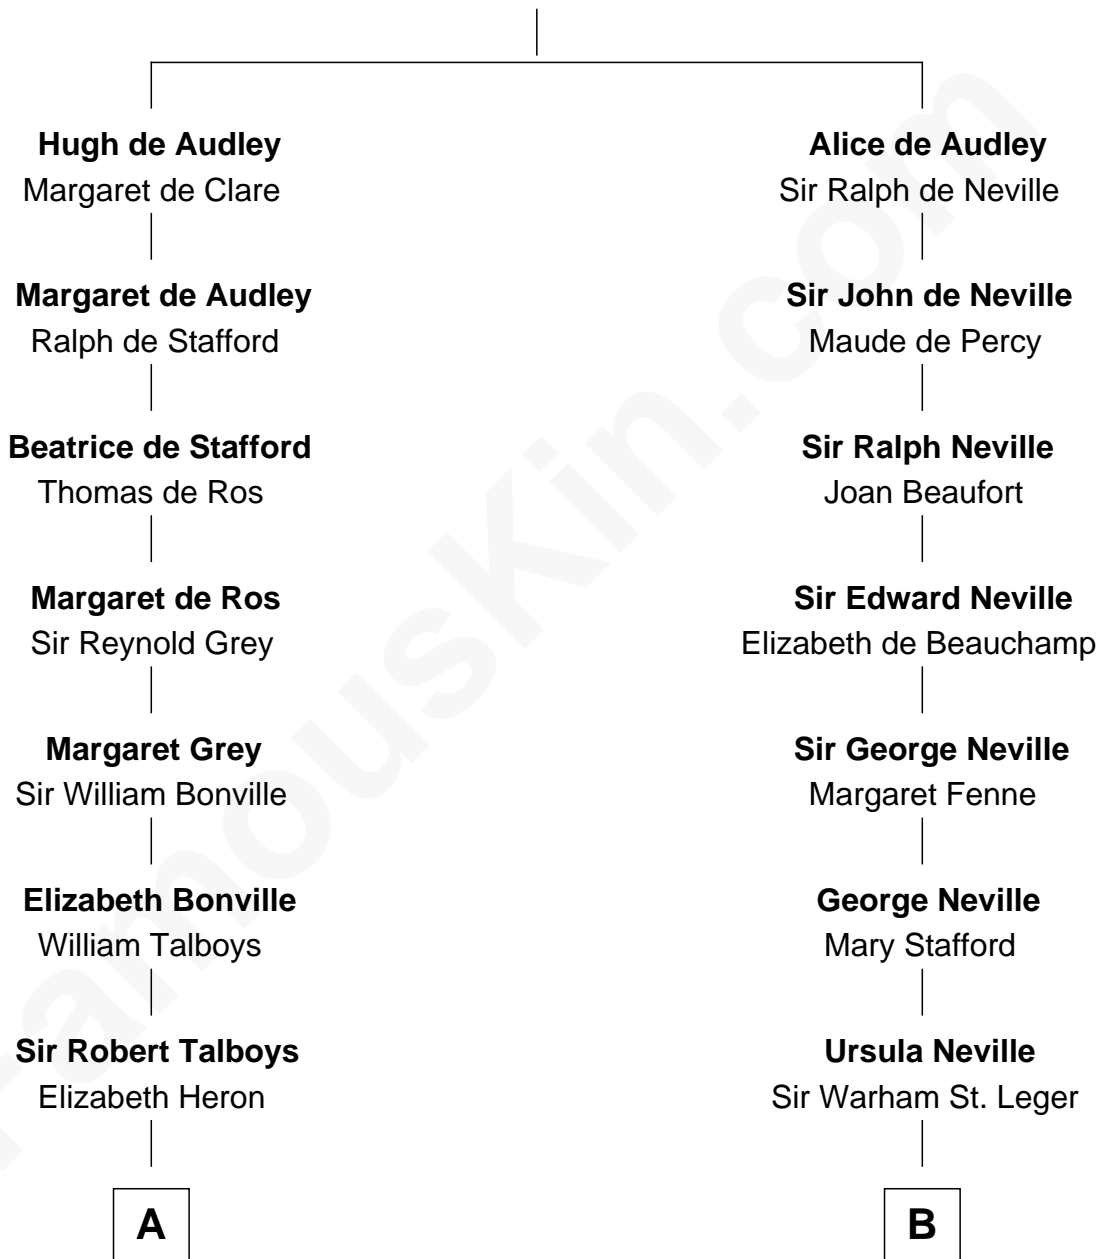 Hugh de Audley
Margaret de Clare
Margaret de Audley
Ralph de Stafford
Beatrice de Stafford
Thomas de Ros
Margaret de Ros
Sir Reynold Grey
Margaret Grey
Sir William Bonville
Elizabeth Bonville
William Talboys
Sir Robert Talboys
Elizabeth Heron
A
Alice de Audley
Sir Ralph de Neville
Sir John de Neville
Maude de Percy
Sir Ralph Neville
Joan Beaufort
Sir Edward Neville
Elizabeth de Beauchamp
Sir George Neville
Margaret Fenne
George Neville
Mary Stafford
Ursula Neville
Sir Warham St. Leger
B
FamousKin.com